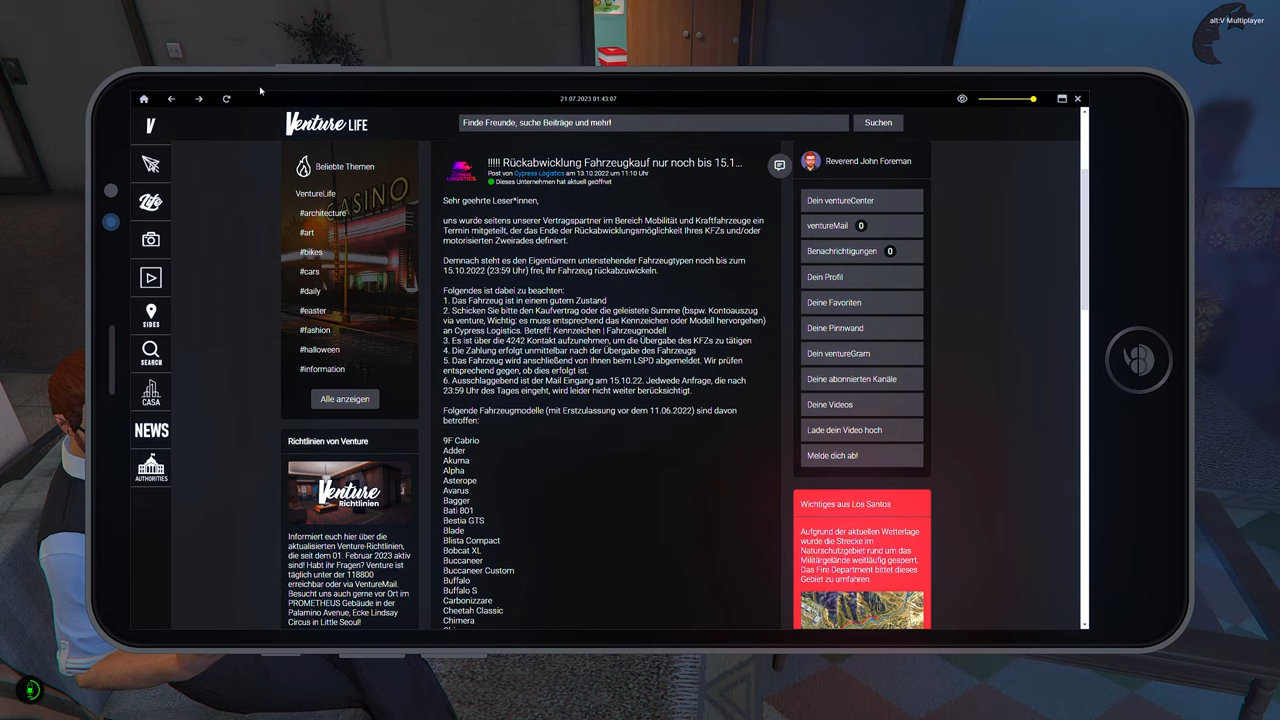 alt:V Multiplayer
21.07.2023 01:43:07
Venture LIFE
Finde Freunde, suche Beiträge und mehr!
Suchen
V
Life
SIDES
SEARCH
CASA
NEWS
AUTHORITIES
Beliebte Themen
CASINO
VentureLife
#architecture
#art
#bikes
#cars
#daily
#easter
#fashion
#halloween
#information
Alle anzeigen
Richtlinien von Venture
Venture
Richtlinien
Informiert euch hier über die
aktualisierten Venture-Richtlinien,
die seit dem 01. Februar 2023 aktiv
sind! Habt ihr Fragen? Venture ist
täglich unter der 118800
erreichbar oder via VentureMail.
Besucht uns auch gerne vor Ort im
PROMETHEUS Gebäude in der
Palamino Avenue, Ecke Lindsay
Circus in Little Seoul!
CYPRESS
LOGISTICS
!!!!! Rückabwicklung Fahrzeugkauf nur noch bis 15.1...
Post von Cypress Logistics am 13.10.2022 um 11:10 Uhr
Dieses Unternehmen hat aktuell geöffnet
Sehr geehrte Leser*innen,
uns wurde seitens unserer Vertragspartner im Bereich Mobilität und Kraftfahrzeuge ein
Termin mitgeteilt, der das Ende der Rückabwicklungsmöglichkeit Ihres KFZs und/oder
motorisierten Zweirades definiert.
Demnach steht es den Eigentümern untenstehender Fahrzeugtypen noch bis zum
15.10.2022 (23:59 Uhr) frei, Ihr Fahrzeug rückabzuwickeln.
Folgendes ist dabei zu beachten:
1. Das Fahrzeug ist in einem gutem Zustand
2. Schicken Sie bitte den Kaufvertrag oder die geleistete Summe (bspw. Kontoauszug
via venture, Wichtig: es muss entsprechend das Kennzeichen oder Modell hervorgehen)
an Cypress Logistics. Betreff: Kennzeichen | Fahrzeugmodell
3. Es ist über die 4242 Kontakt aufzunehmen, um die Übergabe des KFZs zu tätigen
4. Die Zahlung erfolgt unmittelbar nach der Übergabe des Fahrzeugs
5. Das Fahrzeug wird anschließend von Ihnen beim LSPD abgemeldet. Wir prüfen
entsprechend gegen, ob dies erfolgt ist.
6. Ausschlaggebend ist der Mail Eingang am 15.10.22. Jedwede Anfrage, die nach
23:59 Uhr des Tages eingeht, wird leider nicht weiter berücksichtigt.
Folgende Fahrzeugmodelle (mit Erstzulassung vor dem 11.06.2022) sind davon
betroffen:
9F Cabrio
Adder
Akuma
Alpha
Asterope
Avarus
Bagger
Bati 801
Bestia GTS
Blade
Blista Compact
Bobcat XL
Buccaneer
Buccaneer Custom
Buffalo
Buffalo S
Carbonizzare
Cheetah Classic
Chimera
Reverend John Foreman
Dein ventureCenter
ventureMail 0
Benachrichtigungen 0
Dein Profil
Deine Favoriten
Deine Pinnwand
Dein ventureGram
Deine abonnierten Kanäle
Deine Videos
Lade dein Video hoch
Melde dich ab!
Wichtiges aus Los Santos
Aufgrund der aktuellen Wetterlage
wurde die Strecke im
Naturschutzgebiet rund um das
Militärgelände weitläufig gesperrt.
Das Fire Department bittet dieses
Gebiet zu umfahren.